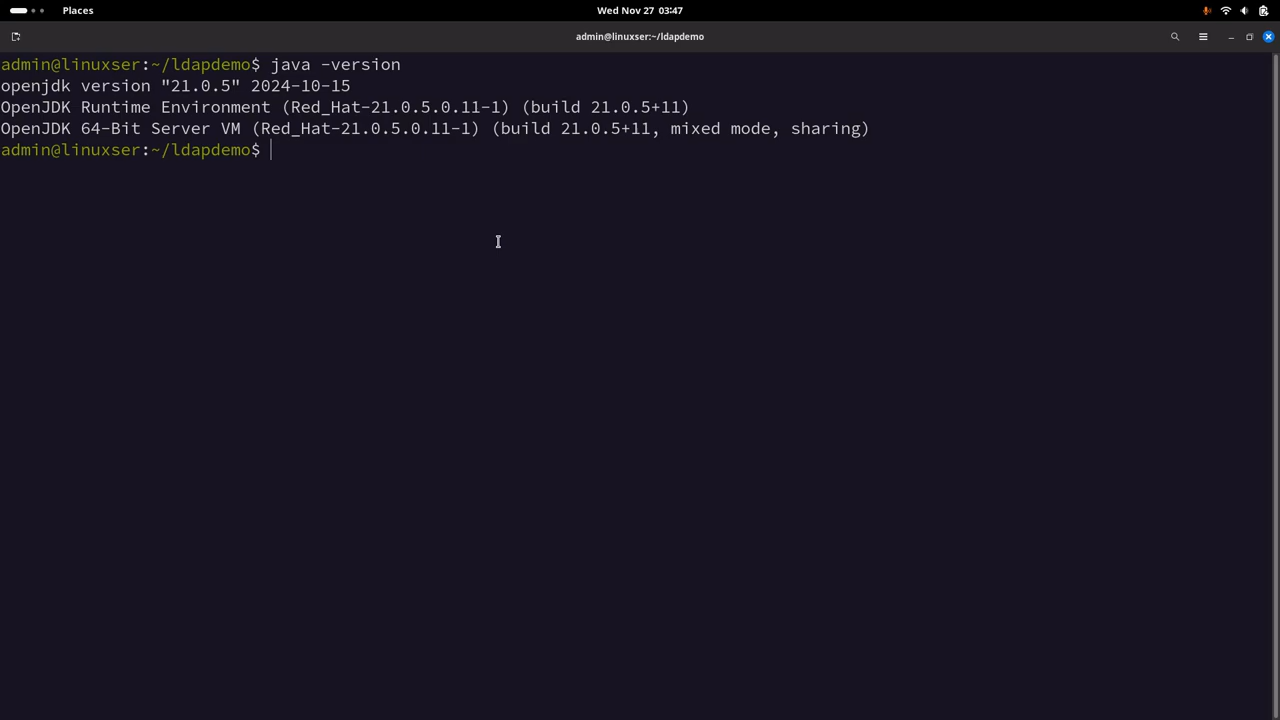 Places
Wed Nov 27 03:47
admin@linuxser:~/ldapdemo
admin@linuxser:~/ldapdemo$ java -version
openjdk version "21.0.5" 2024-10-15
OpenJDK Runtime Environment (Red_Hat-21.0.5.0.11-1) (build 21.0.5+11)
OpenJDK 64-Bit Server VM (Red_Hat-21.0.5.0.11-1) (build 21.0.5+11, mixed mode, sharing)
admin@linuxser:~/ldapdemo$